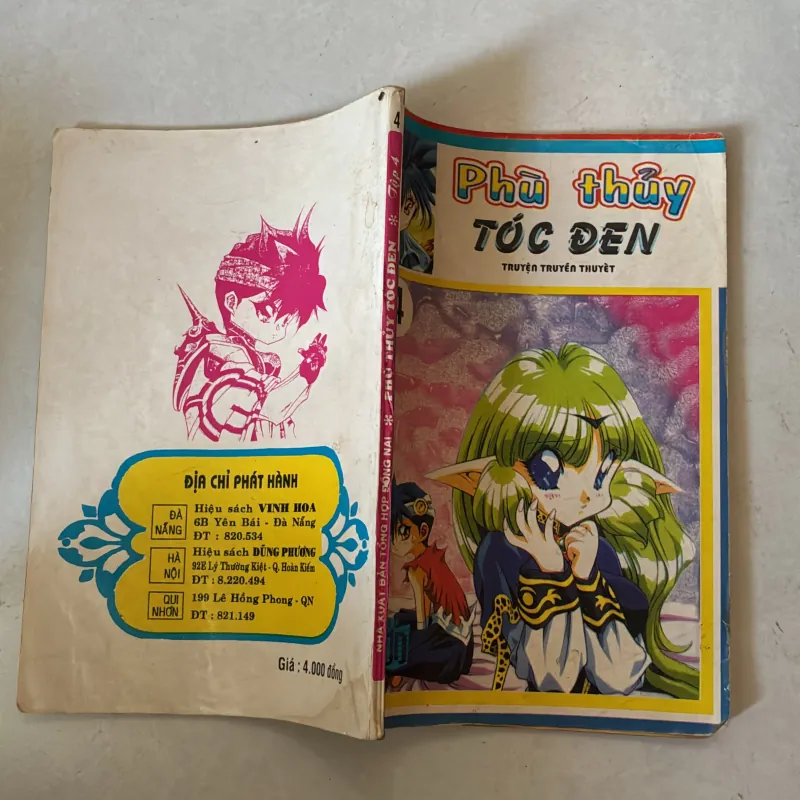 ĐỊA CHỈ PHÁT HÀNH
ĐÀ NẴNG
Hiệu sách VINH HOA
6B Yên Bái - Đà Nẵng
ĐT : 820.534
HÀ NỘI
Hiệu sách DŨNG PHƯƠNG
92E Lý Thường Kiệt - Q. Hoàn Kiếm
ĐT : 8.220.494
QUI NHƠN
199 Lê Hồng Phong - QN
ĐT : 821.149
Giá : 4.000 đồng
4
NHÀ XUẤT BẢN TỔNG HỢP ĐỒNG NAI * PHÙ THỦY TÓC ĐEN * Tập 4
Phù thủy
TÓC ĐEN
TRUYỆN TRUYỀN THUYẾT
4